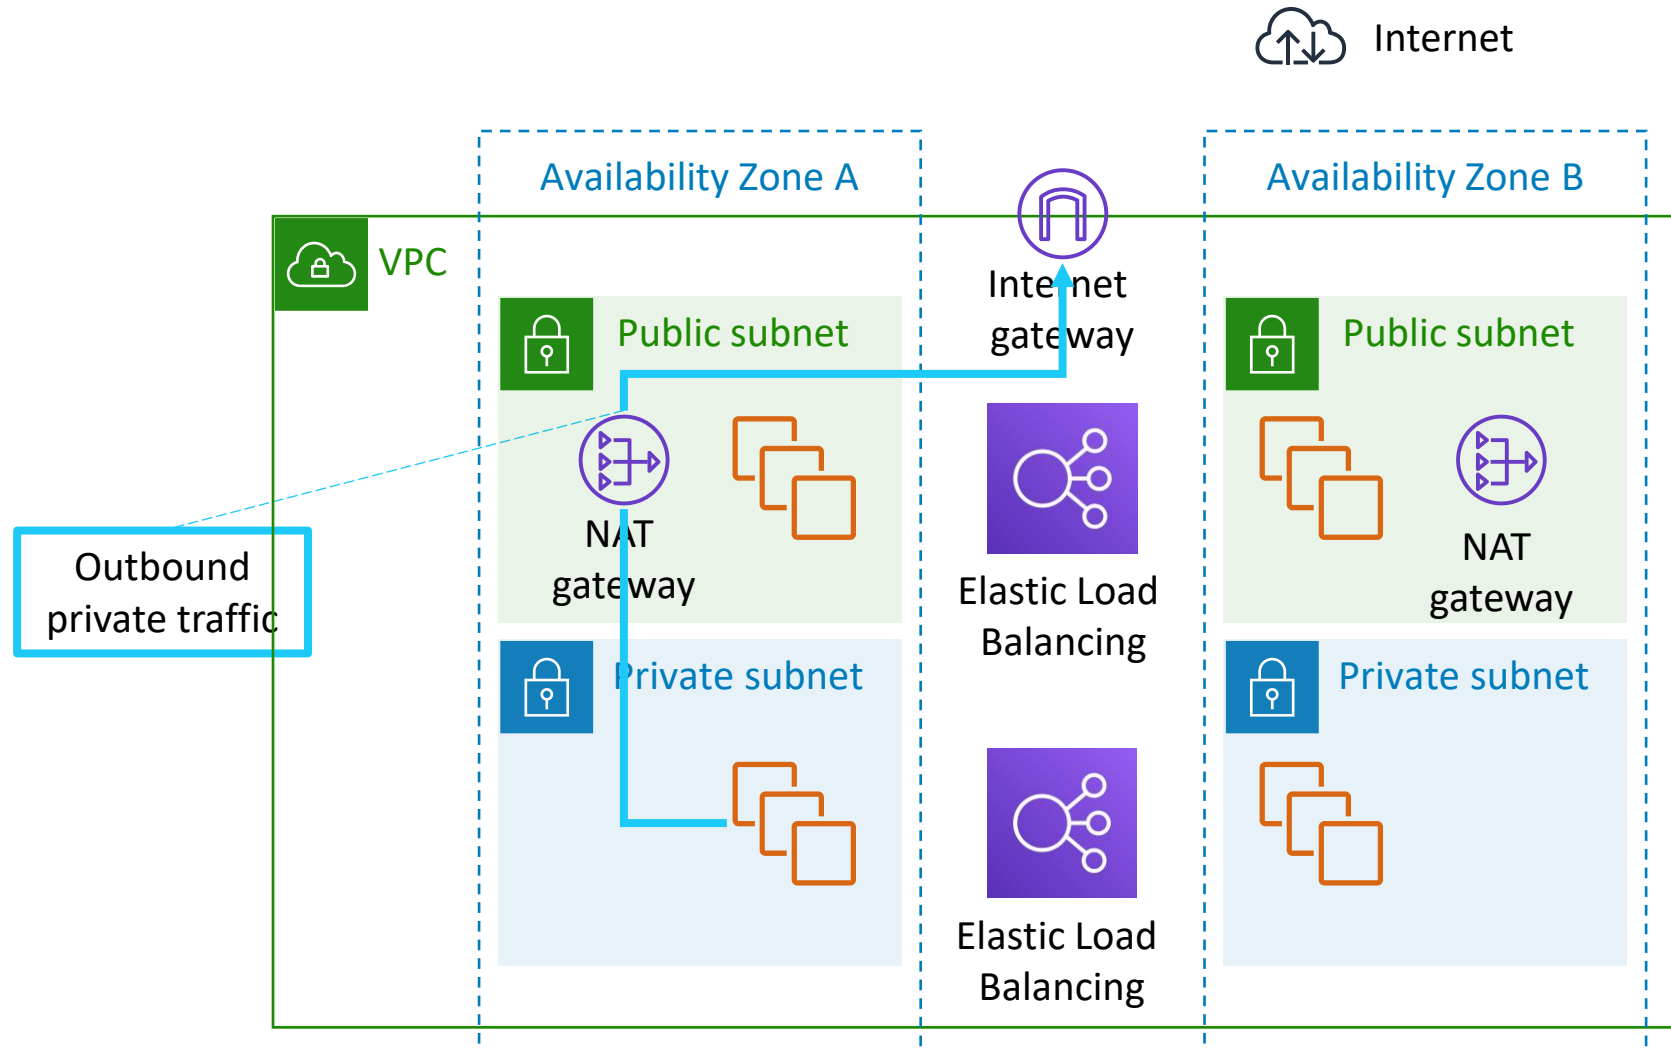 Internet
Availability Zone A
Availability Zone B
VPC
Internet
gateway
Public subnet
Public subnet
NAT
gateway
NAT
gateway
Outbound
private traffic
Elastic Load
Balancing
Private subnet
Private subnet
Elastic Load
Balancing